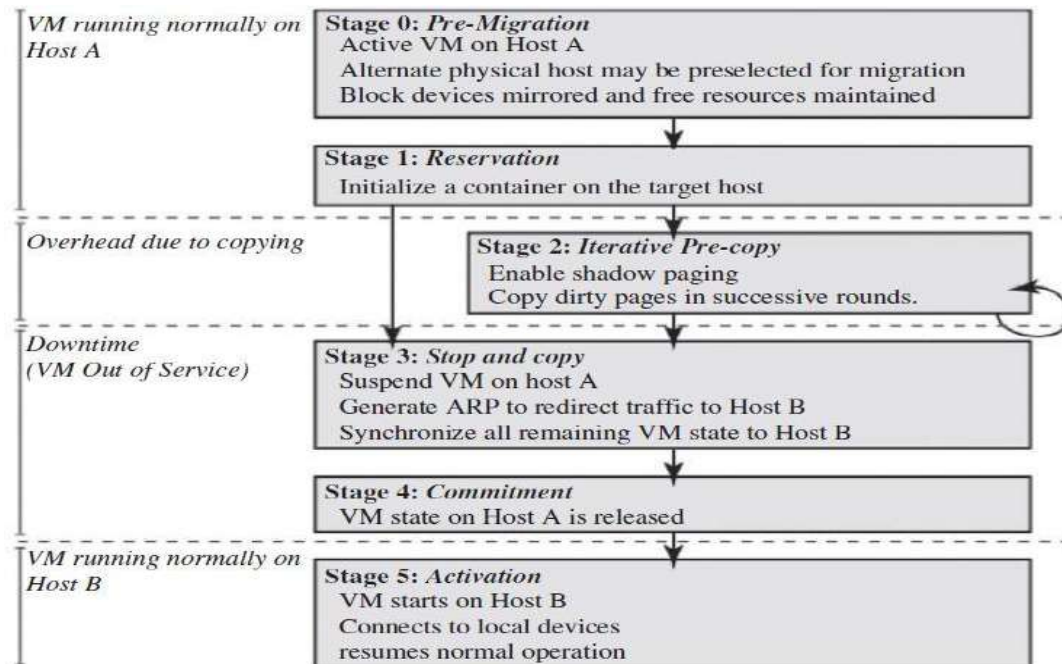 VM running normally on
Host A
Stage 0: Pre-Migration
Active VM on Host A
Alternate physical host may be preselected for migration
Block devices mirrored and free resources maintained
Stage 1: Reservation
Initialize a container on the target host
Overhead due to copying
Stage 2: Iterative Pre-copy
Enable shadow paging
Copy dirty pages in successive rounds.
Downtime
(VM Out of Service)
Stage 3: Stop and copy
Suspend VM on host A
Generate ARP to redirect traffic to Host B
Synchronize all remaining VM state to Host B
Stage 4: Commitment
VM state on Host A is released
VM running normally on
Host B
Stage 5: Activation
VM starts on Host B
Connects to local devices
resumes normal operation